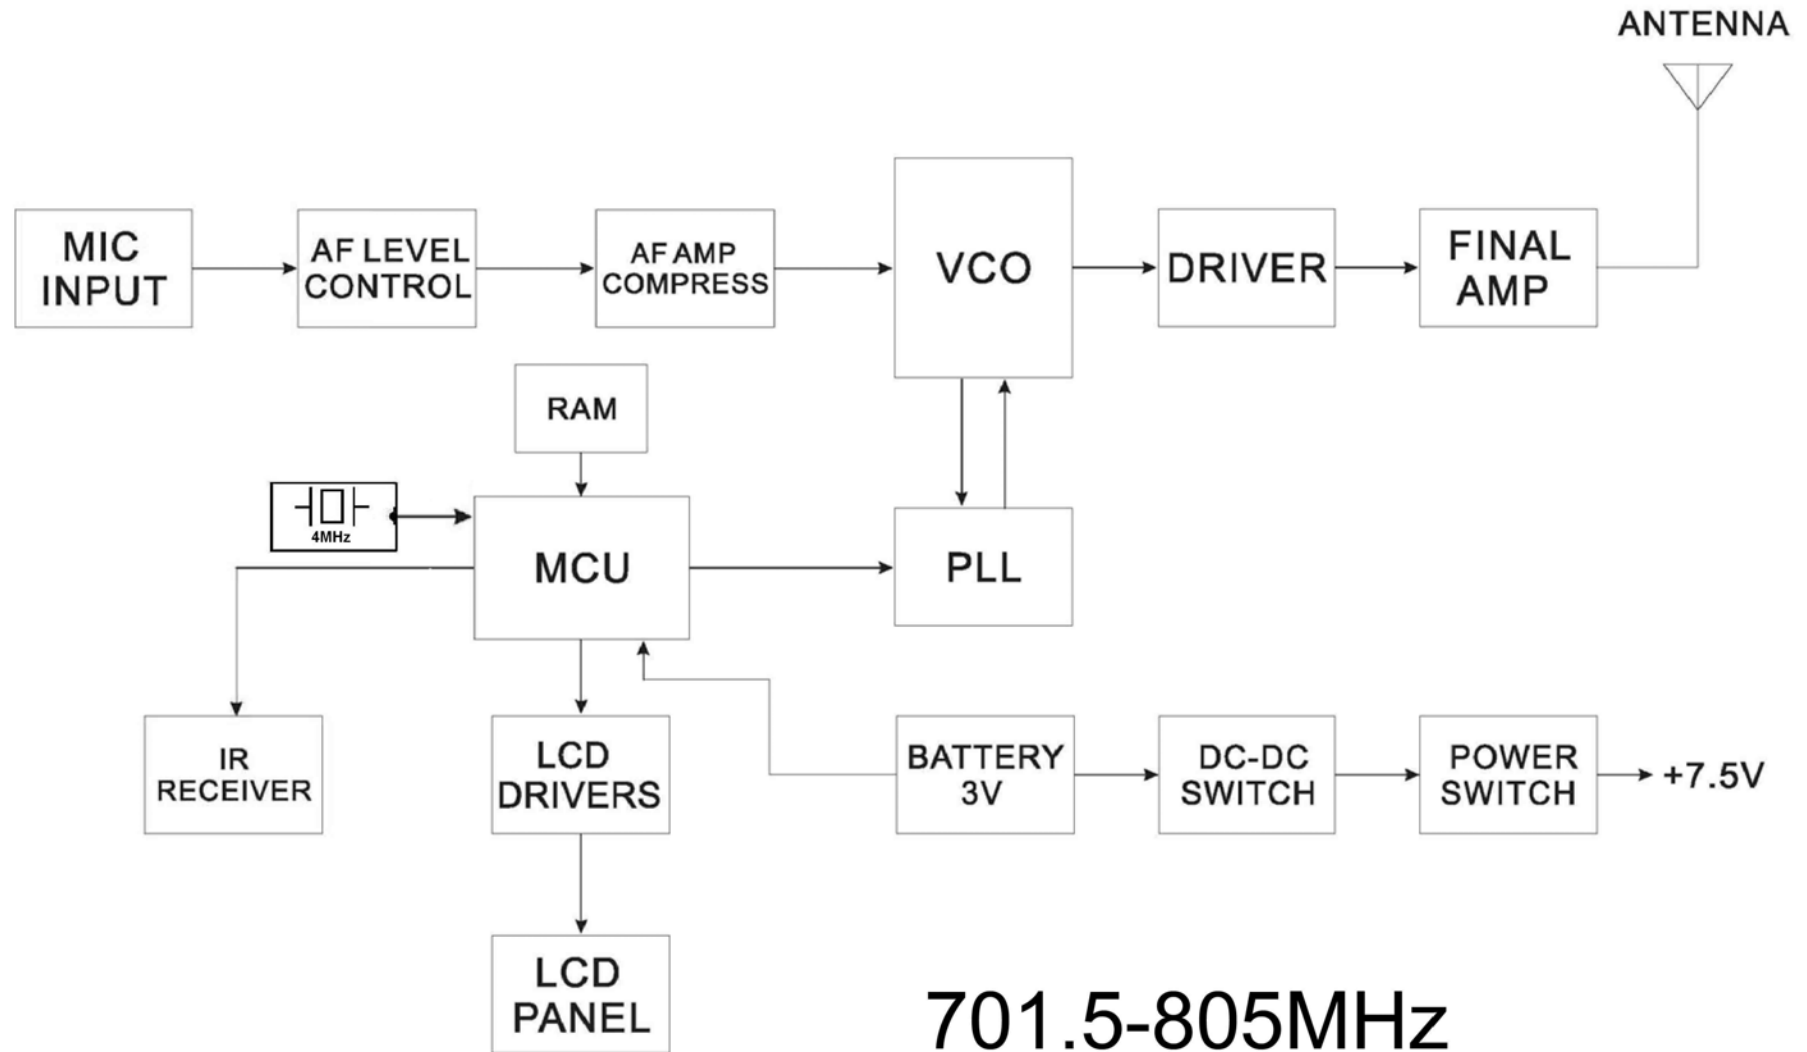 ANTENNA
MIC
INPUT
AF LEVEL
CONTROL
AF AMP
COMPRESS
VCO
DRIVER
FINAL
AMP
RAM
4MHz
MCU
PLL
IR
RECEIVER
LCD
DRIVERS
BATTERY
3V
DC-DC
SWITCH
POWER
SWITCH
+7.5V
LCD
PANEL
701.5-805MHz